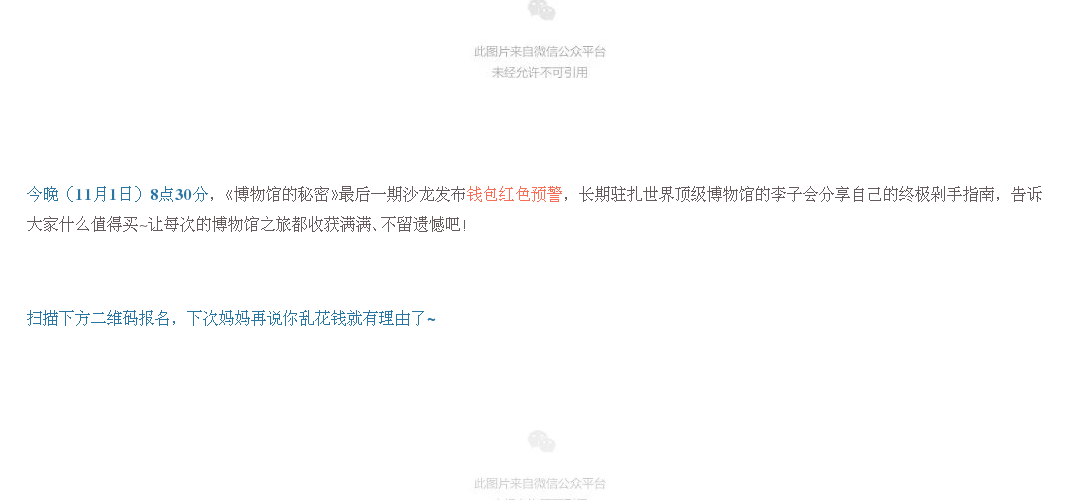 此图片来自微信公众平台
未经允许不可引用
今晚（11月1日）8点30分，《博物馆的秘密》最后一期沙龙发布钱包红色预警，长期驻扎世界顶级博物馆的李子会分享自己的终极剁手指南，告诉
大家什么值得买~让每次的博物馆之旅都收获满满、不留遗憾吧！
扫描下方二维码报名，下次妈妈再说你乱花钱就有理由了~
此图片来自微信公众平台